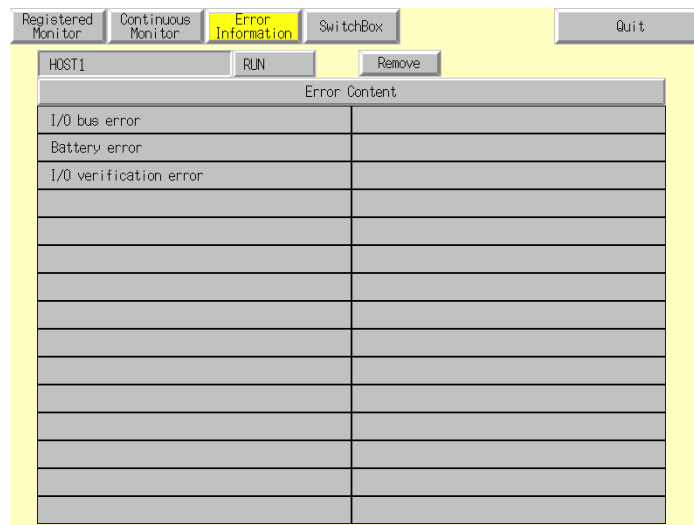 Registered Monitor
Continuous Monitor
Error Information
SwitchBox
Quit
HOST1
RUN
Remove
Error Content
I/O bus error
Battery error
I/O verification error